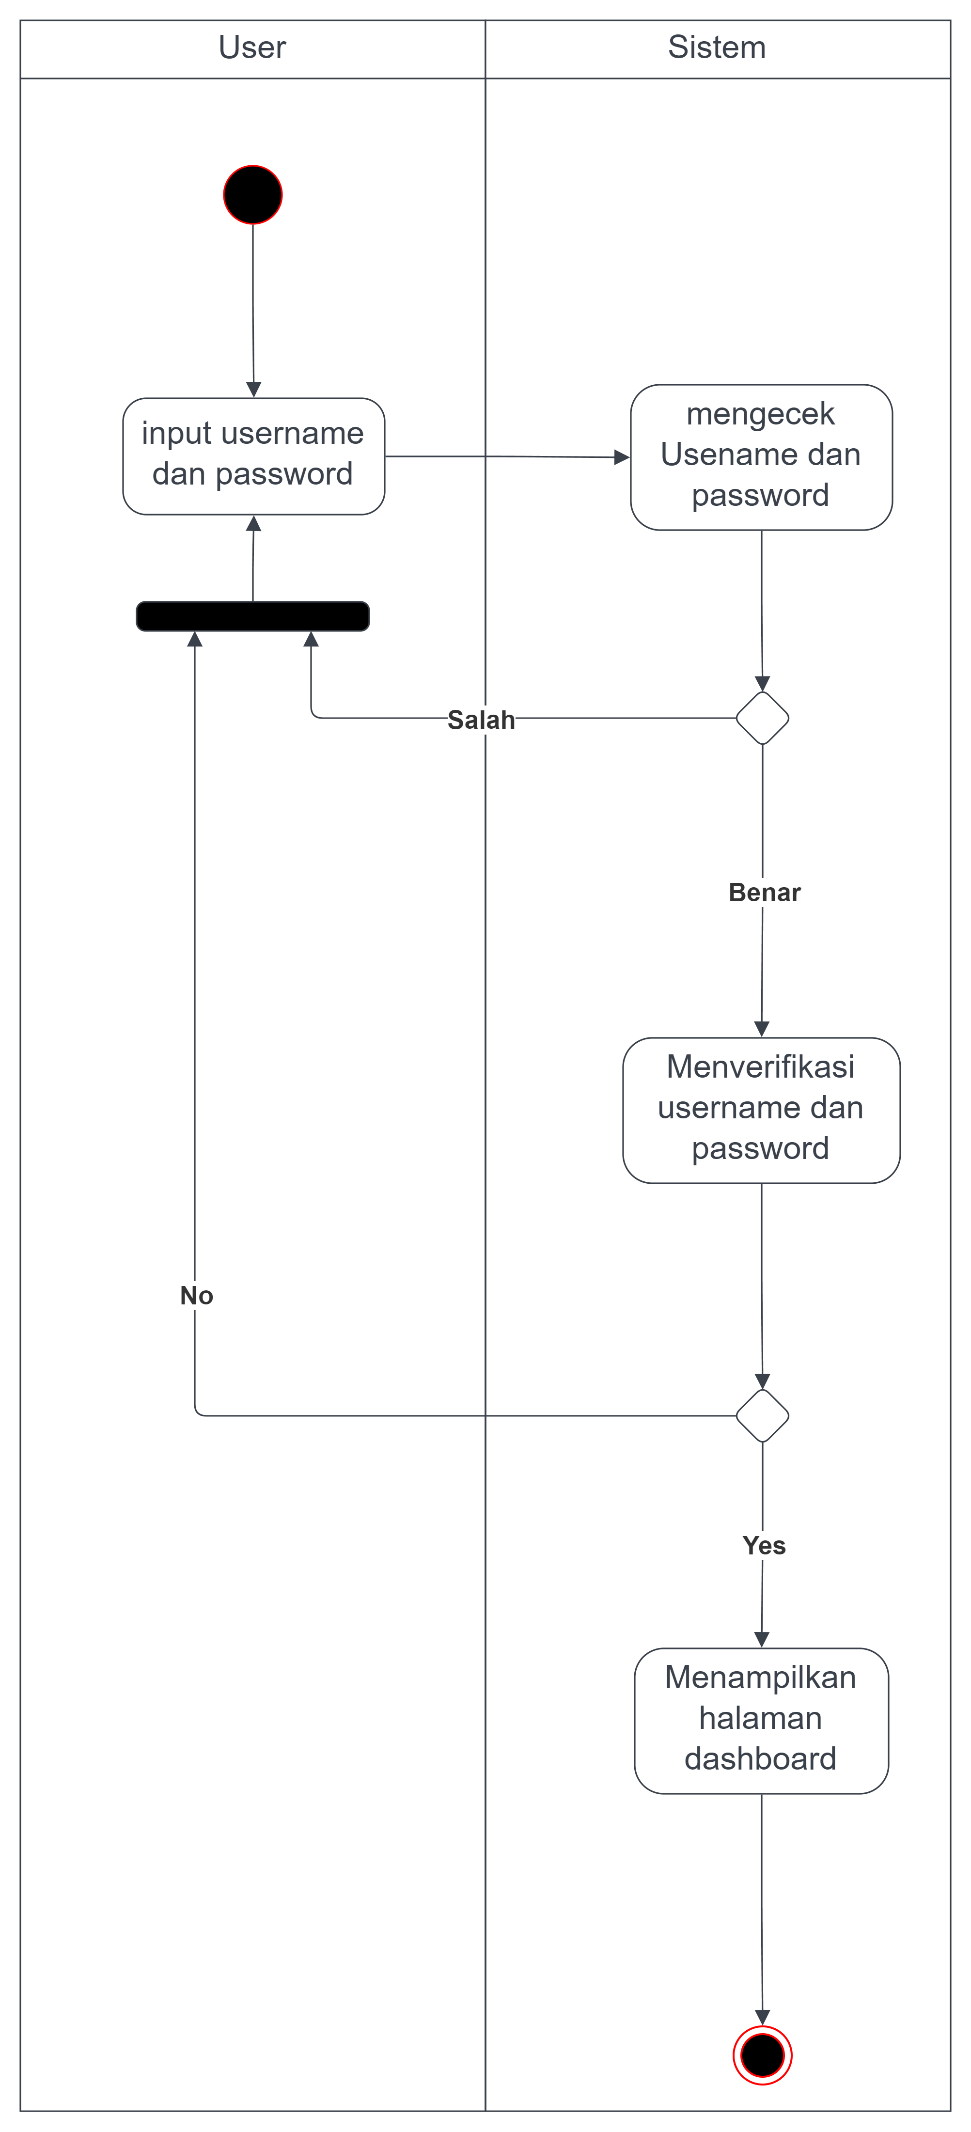 User
Sistem
input username
dan password
mengecek
Usename dan
password
Salah
Benar
Menverifikasi
username dan
password
No
Yes
Menampilkan
halaman
dashboard